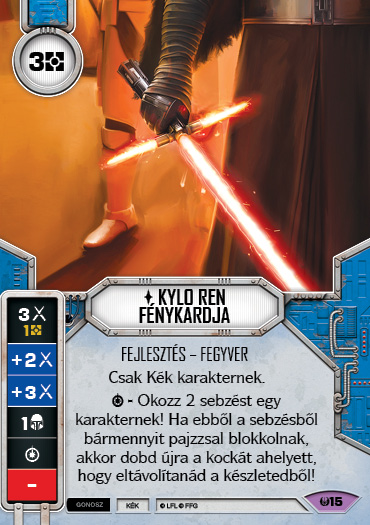 3
KYLO REN
FÉNYKARDJA
3
1
+2
+3
1
-
FEJLESZTÉS – FEGYVER
Csak Kék karakternek.
- Okozz 2 sebzést egy
karakternek! Ha ebből a sebzésből
bármennyit pajzzsal blokkolnak,
akkor dobd újra a kockát ahelyett,
hogy eltávolítanád a készletedből!
GONOSZ KÉK © LFL © FFG 15